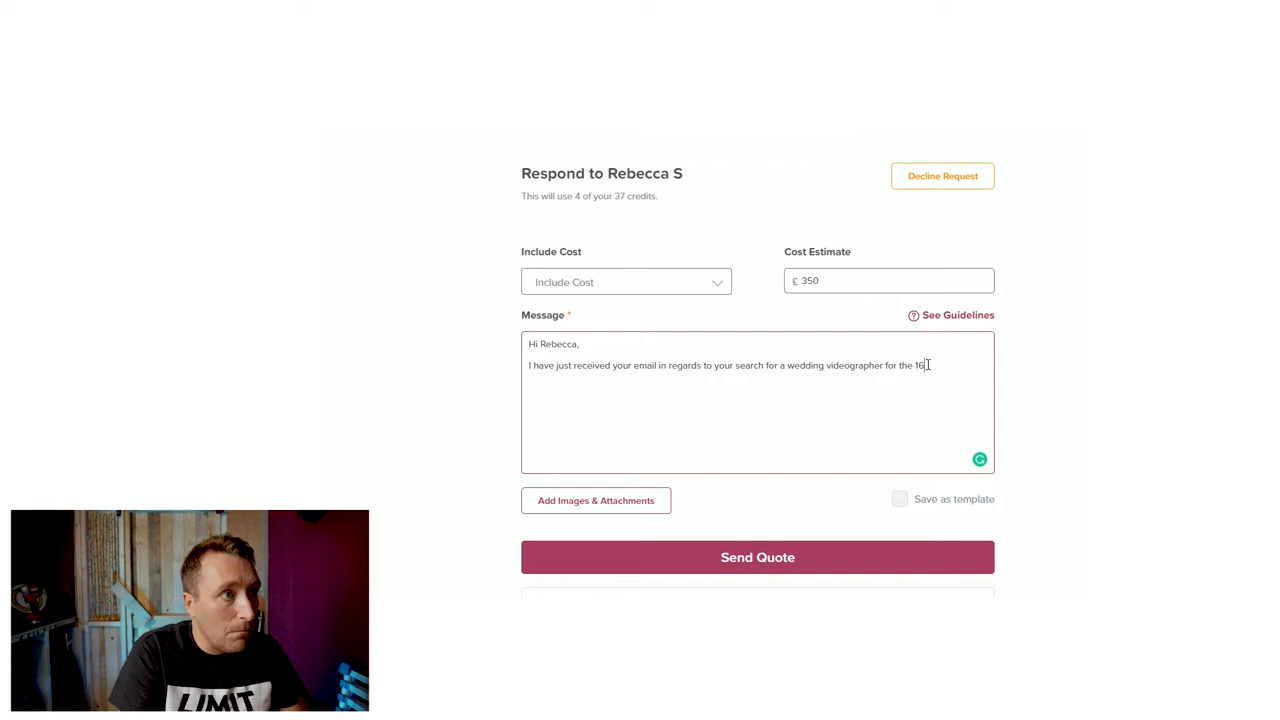 Respond to Rebecca S
Decline Request
This will use 4 of your 37 credits.
Include Cost
Cost Estimate
Include Cost
£ 350
Message *
See Guidelines
Hi Rebecca,
I have just received your email in regards to your search for a wedding videographer for the 16
Add Images & Attachments
Save as template
Send Quote
LIMIT